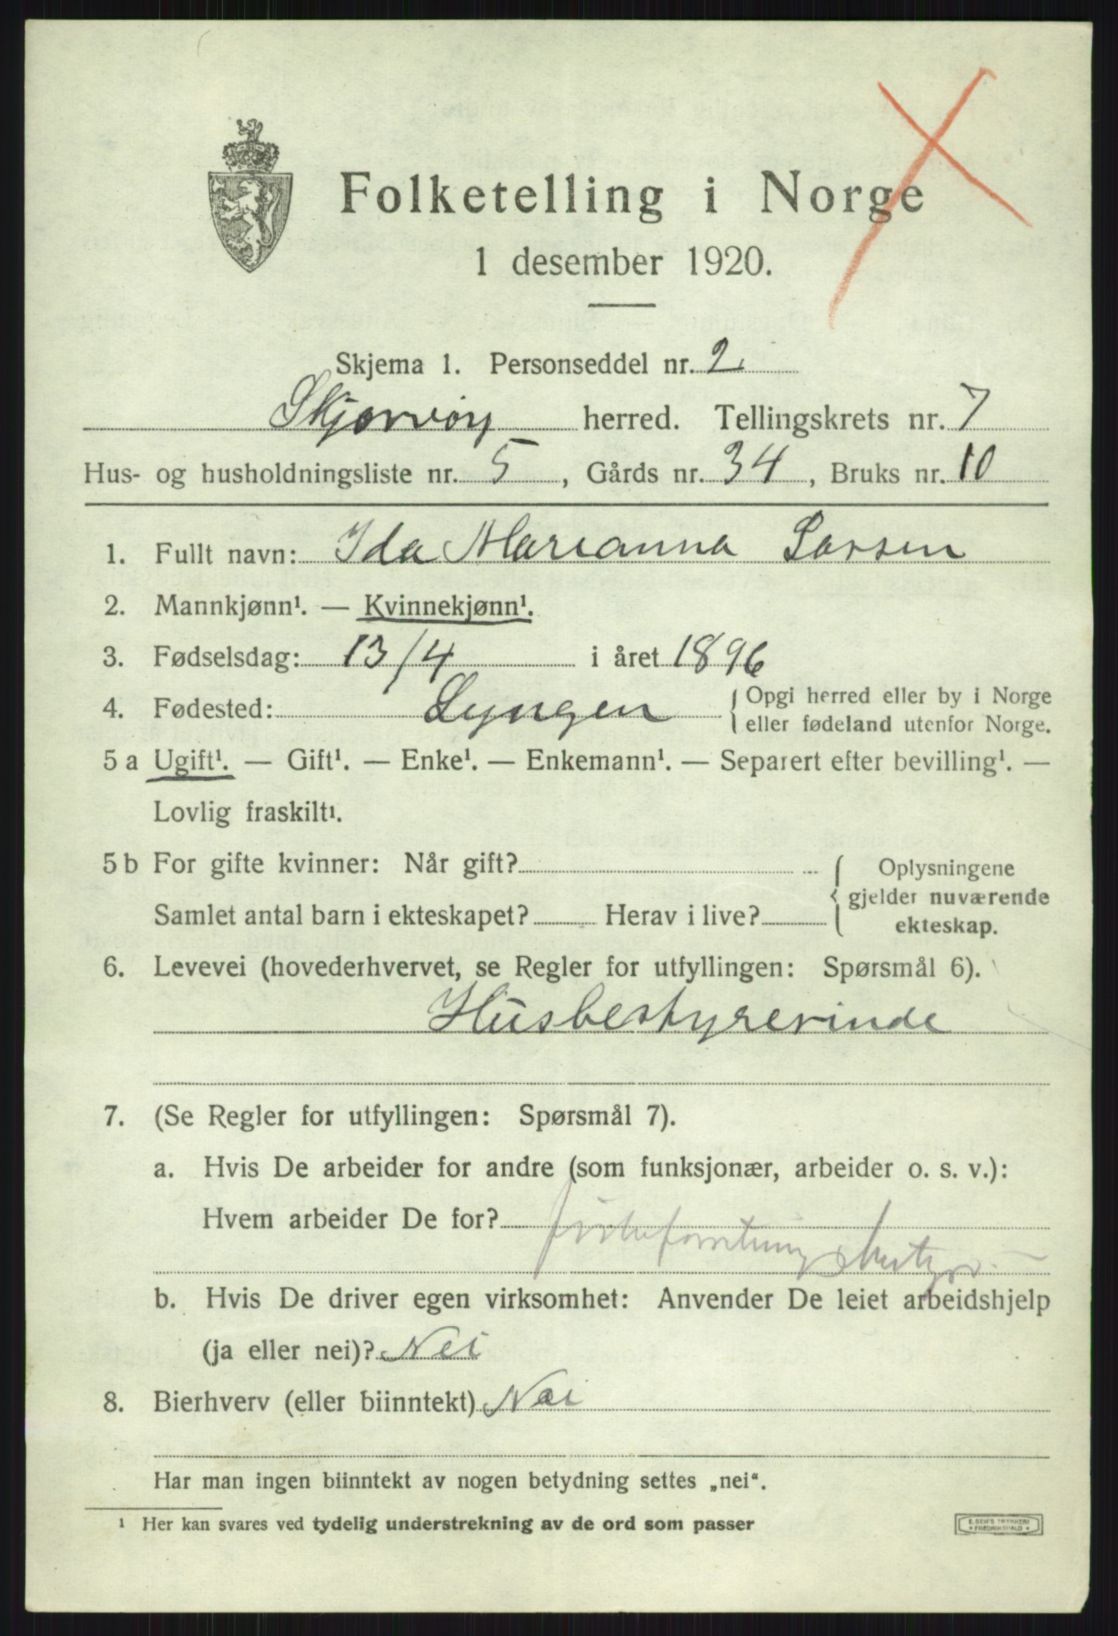 Folketelling i Norge
1 desember 1920.
Skjema 1. Personseddel nr. 2.
Skjervøy herred. Tellingskrets nr. 7
Hus- og husholdningsliste nr. 5, Gårds nr. 34, Bruks nr. 10
1. Fullt navn: Ida Marianna Larsen
2. Mannkjønn¹. — Kvinnekjønn¹.
3. Fødselsdag: 13/4 i året 1896
4. Fødested: Lyngen { Opgi herred eller by i Norge
eller fødeland utenfor Norge.
5 a Ugift¹. — Gift¹. — Enke¹. — Enkemann¹. — Separert efter bevilling¹. —
Lovlig fraskilt¹.
5 b For gifte kvinner: Når gift?
Samlet antal barn i ekteskapet? Herav i live?
{ Oplysningene
gjelder nuværende
ekteskap.
6. Levevei (hovederhvervet, se Regler for utfyllingen: Spørsmål 6).
Husbestyrerinde
7. (Se Regler for utfyllingen: Spørsmål 7).
a. Hvis De arbeider for andre (som funksjonær, arbeider o. s. v.):
Hvem arbeider De for?
b. Hvis De driver egen virksomhet: Anvender De leiet arbeidshjelp
(ja eller nei)? Nei
8. Bierhverv (eller biinntekt) Nei
Har man ingen biinntekt av nogen betydning settes „nei“.
¹ Her kan svares ved tydelig understrekning av de ord som passer